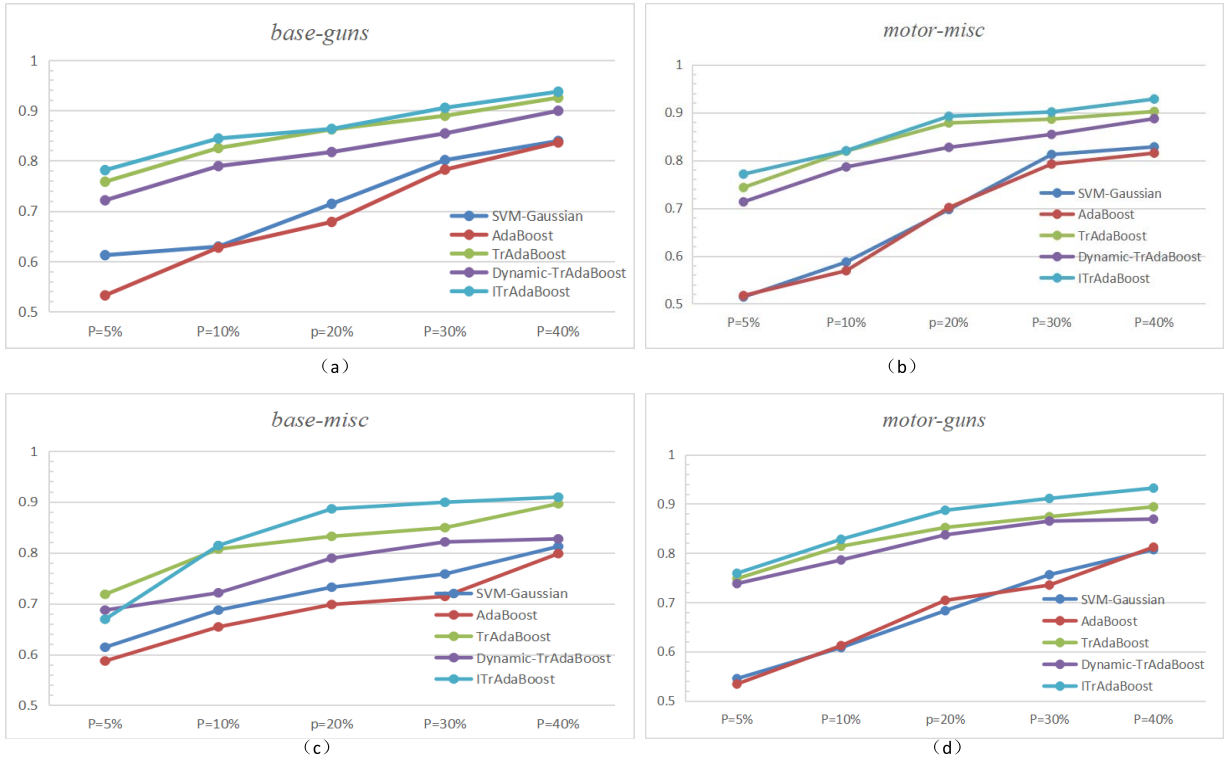 base-guns
1
0.9
0.8
0.7
0.6
0.5
P=5%
P=10%
p=20%
P=30%
P=40%
SVM-Gaussian
AdaBoost
TrAdaBoost
Dynamic-TrAdaBoost
ITrAdaBoost
（a）
motor-misc
1
0.9
0.8
0.7
0.6
0.5
P=5%
P=10%
p=20%
P=30%
P=40%
SVM-Gaussian
AdaBoost
TrAdaBoost
Dynamic-TrAdaBoost
ITrAdaBoost
（b）
base-misc
1
0.9
0.8
0.7
0.6
0.5
P=5%
P=10%
p=20%
P=30%
P=40%
SVM-Gaussian
AdaBoost
TrAdaBoost
Dynamic-TrAdaBoost
ITrAdaBoost
（c）
motor-guns
1
0.9
0.8
0.7
0.6
0.5
P=5%
P=10%
p=20%
P=30%
P=40%
SVM-Gaussian
AdaBoost
TrAdaBoost
Dynamic-TrAdaBoost
ITrAdaBoost
（d）